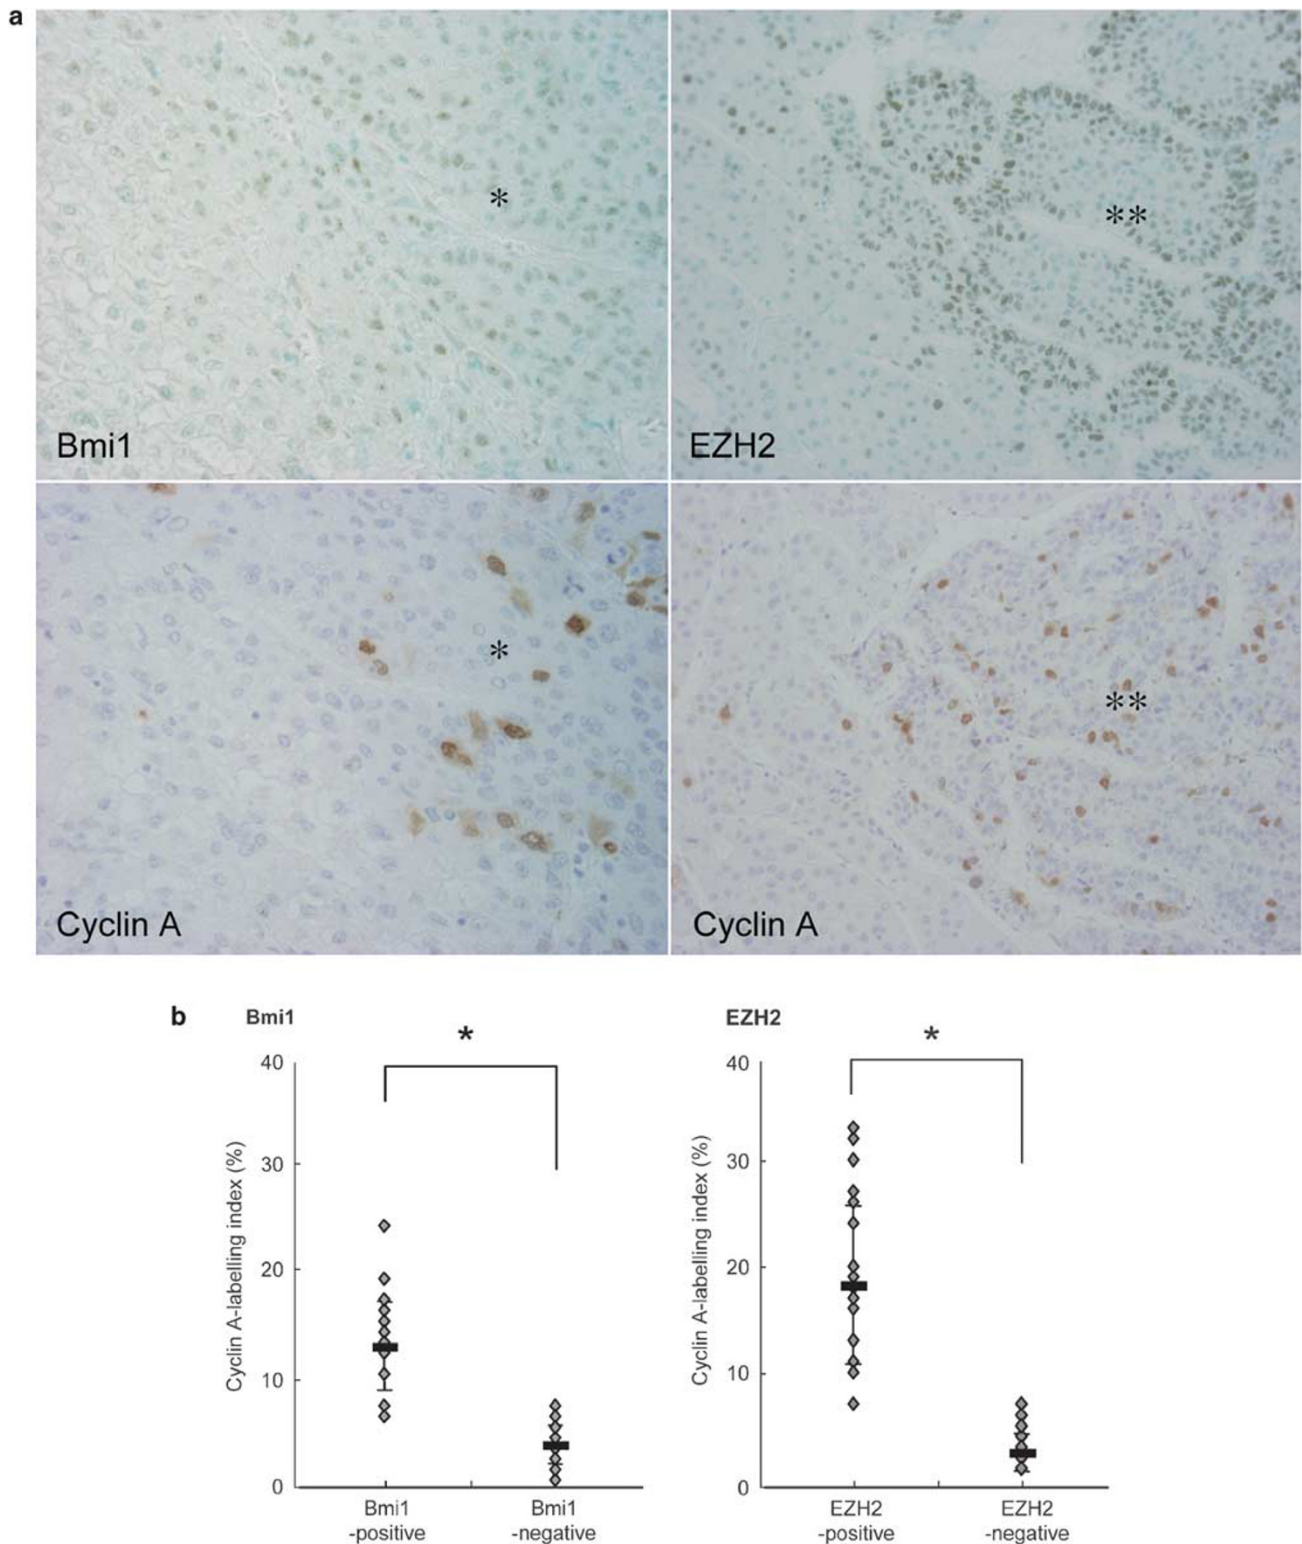 a
*
**
Bmi1
EZH2
*
**
Cyclin A
Cyclin A
b
Bmi1
EZH2
*
*
40
30
20
10
0
Cyclin A-labelling index (%)
Bmi1
-positive
Bmi1
-negative
40
30
20
10
0
Cyclin A-labelling index (%)
EZH2
-positive
EZH2
-negative